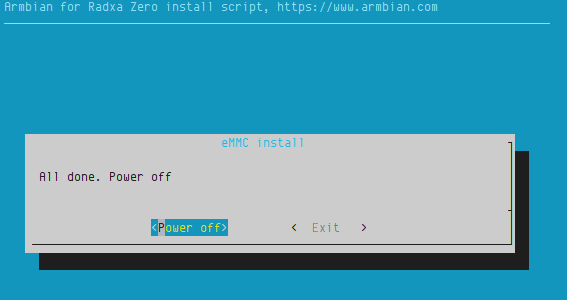 Armbian for Radxa Zero install script, https://www.armbian.com
eMMC install
All done. Power off
<Power off> < Exit >